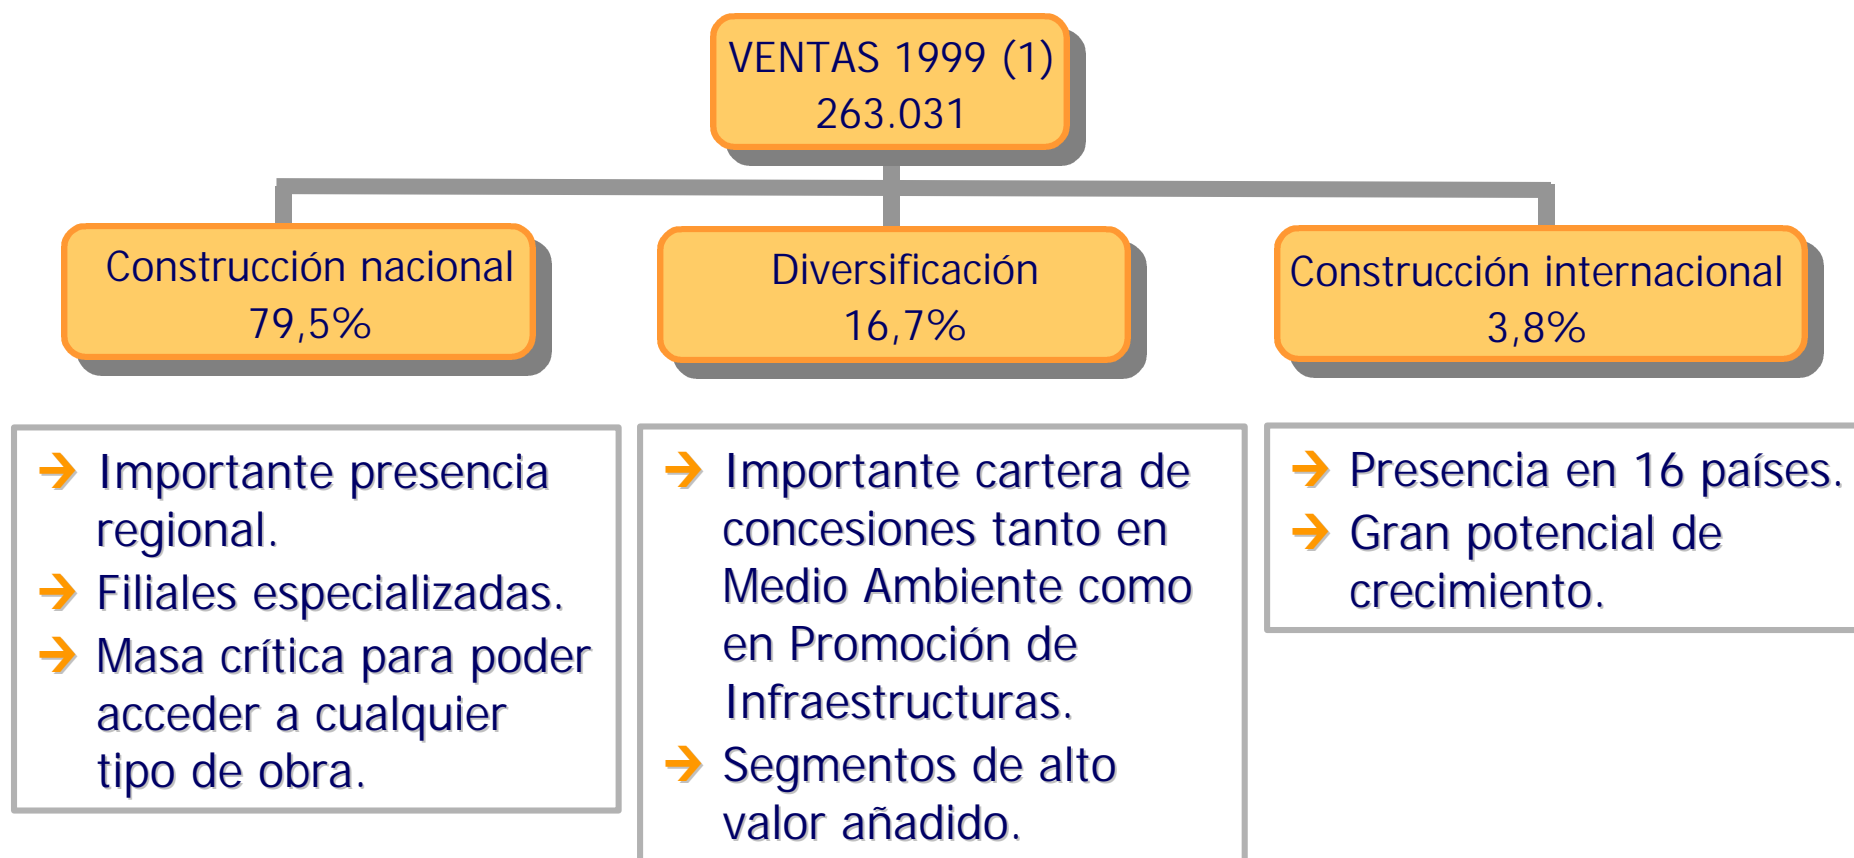 VENTAS 1999 (1)
263.031
Construcción nacional
79,5%
Diversificación
16,7%
Construcción internacional
3,8%
Importante presencia
regional.
Filiales especializadas.
Masa crítica para poder
acceder a cualquier
tipo de obra.
Importante cartera de
concesiones tanto en
Medio Ambiente como
en Promoción de
Infraestructuras.
Segmentos de alto
valor añadido.
Presencia en 16 países.
Gran potencial de
crecimiento.